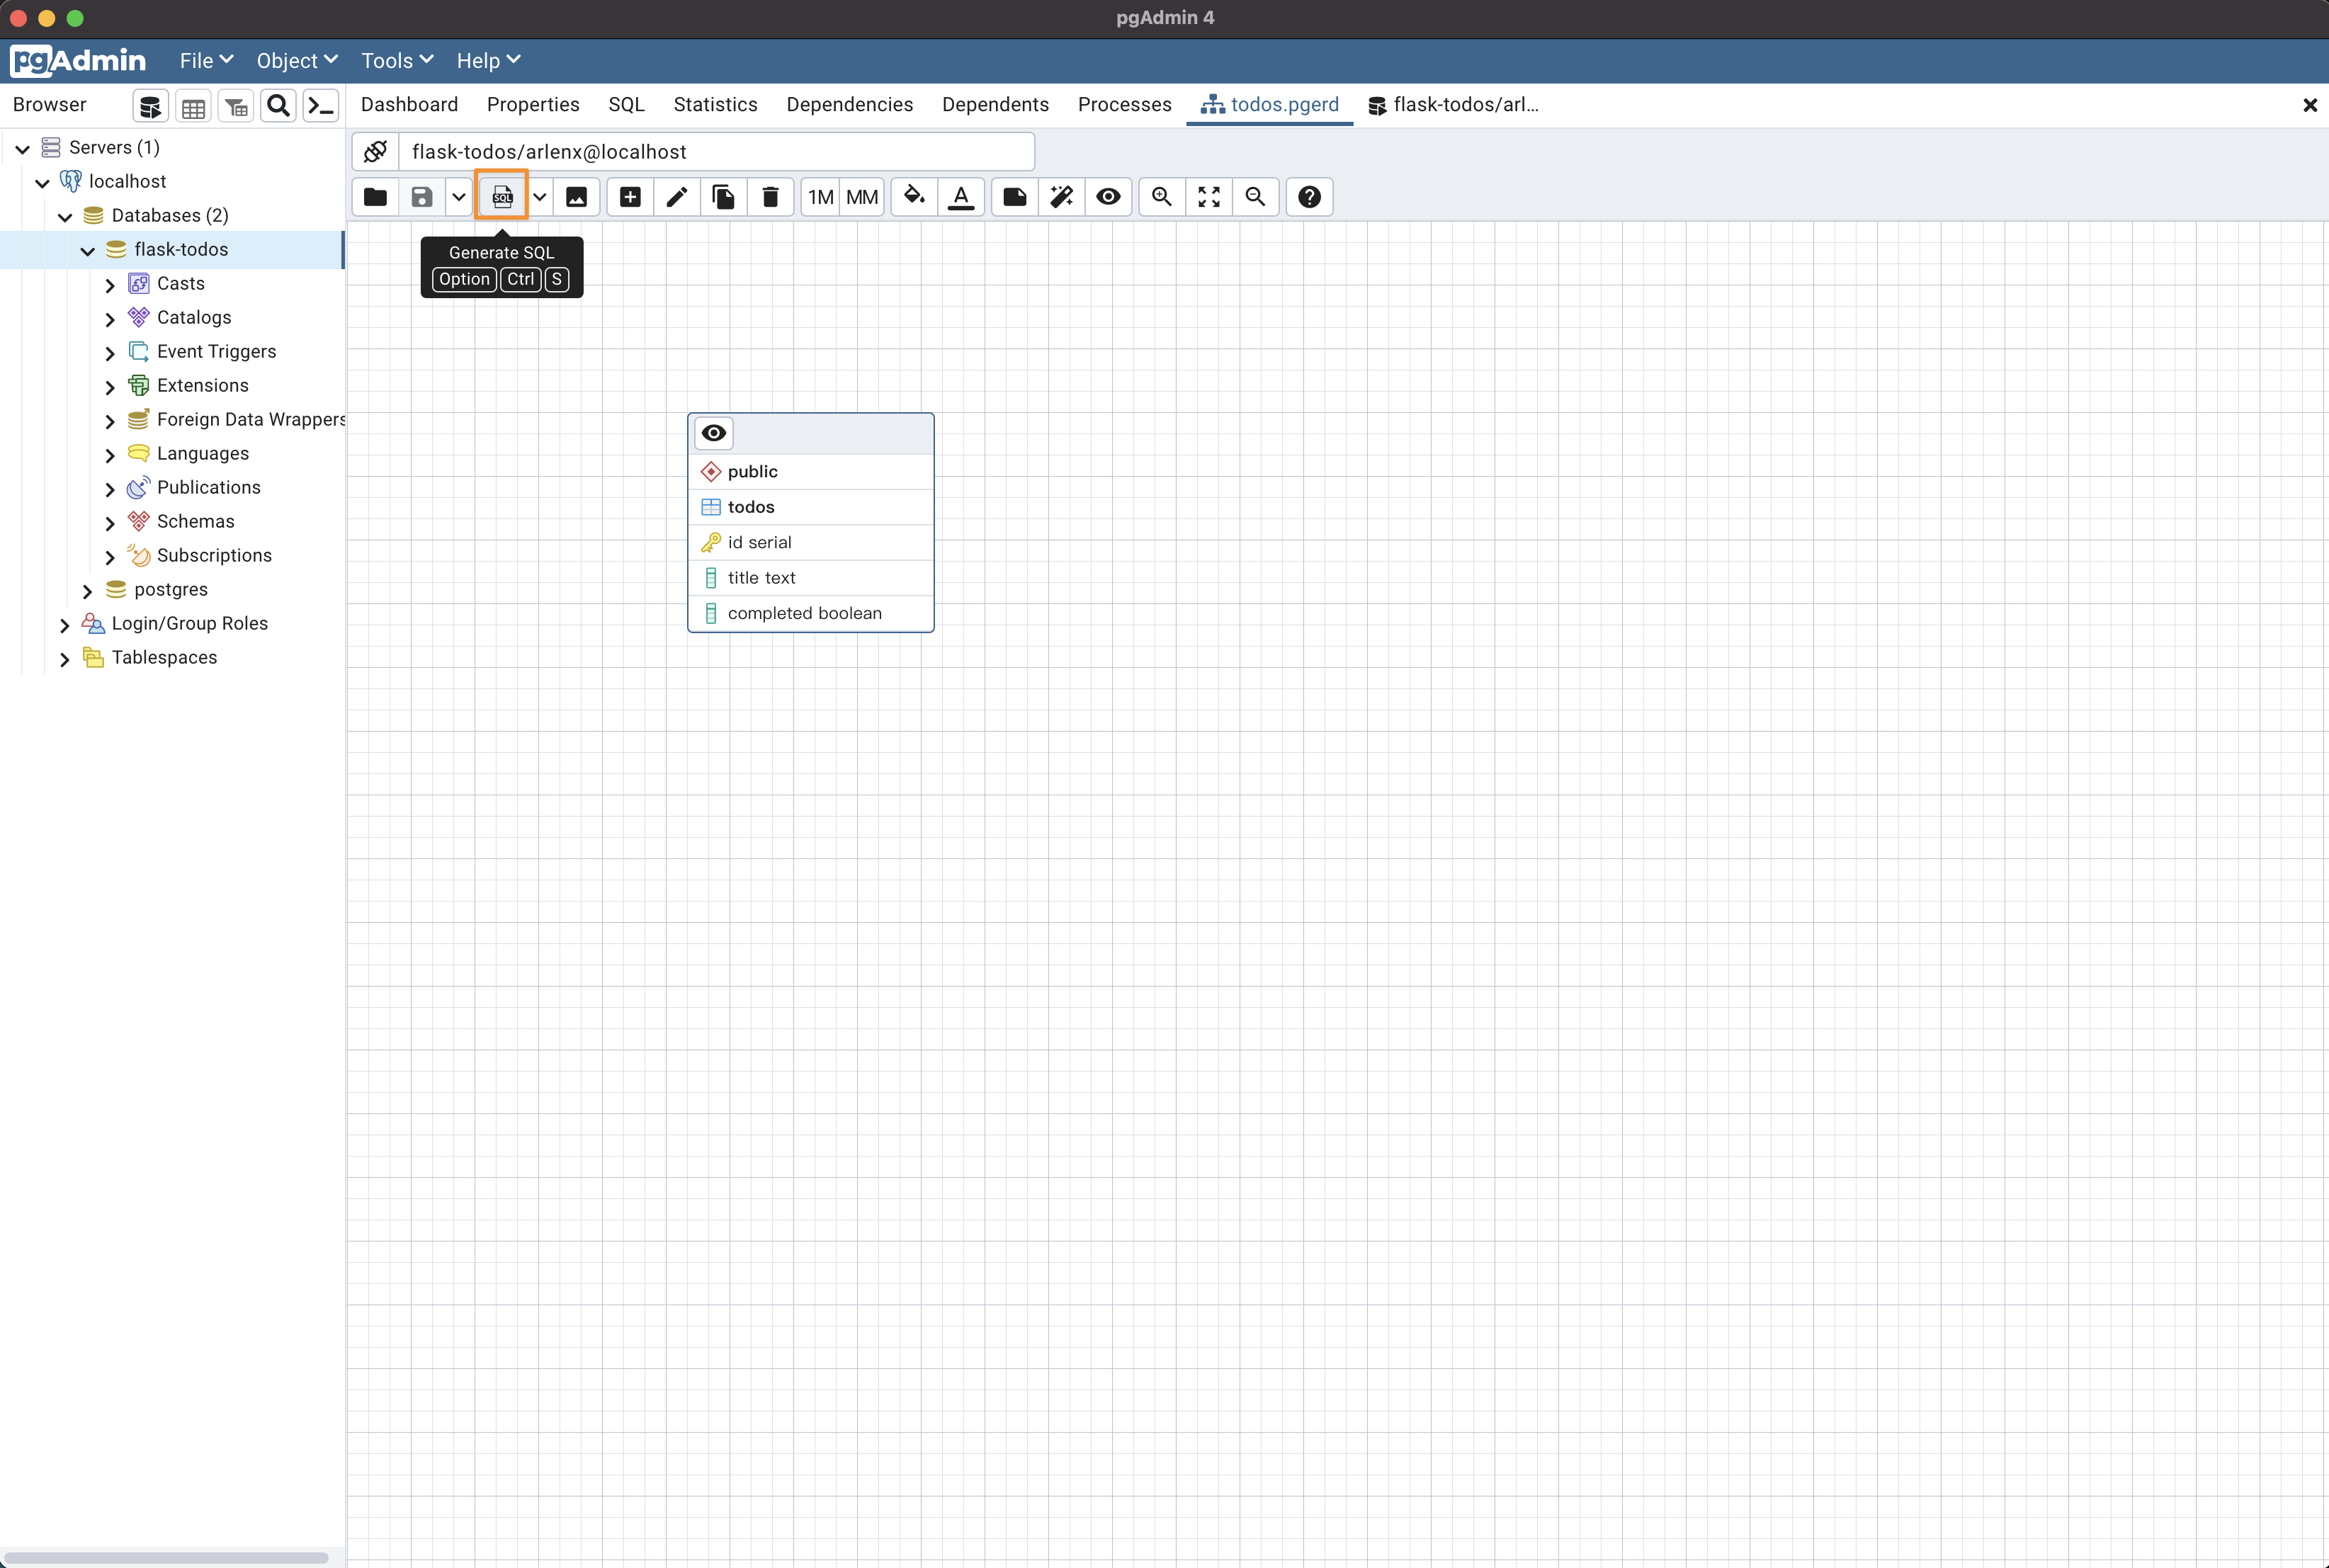 pgAdmin 4
pgAdmin File Object Tools Help
Browser
Dashboard Properties SQL Statistics Dependencies Dependents Processes todos.pgerd flask-todos/arl...
flask-todos/arlenx@localhost
SQL 1M MM
Generate SQL
Option Ctrl S
Servers (1)
localhost
Databases (2)
flask-todos
Casts
Catalogs
Event Triggers
Extensions
Foreign Data Wrappers
Languages
Publications
Schemas
Subscriptions
postgres
Login/Group Roles
Tablespaces
public
todos
id serial
title text
completed boolean